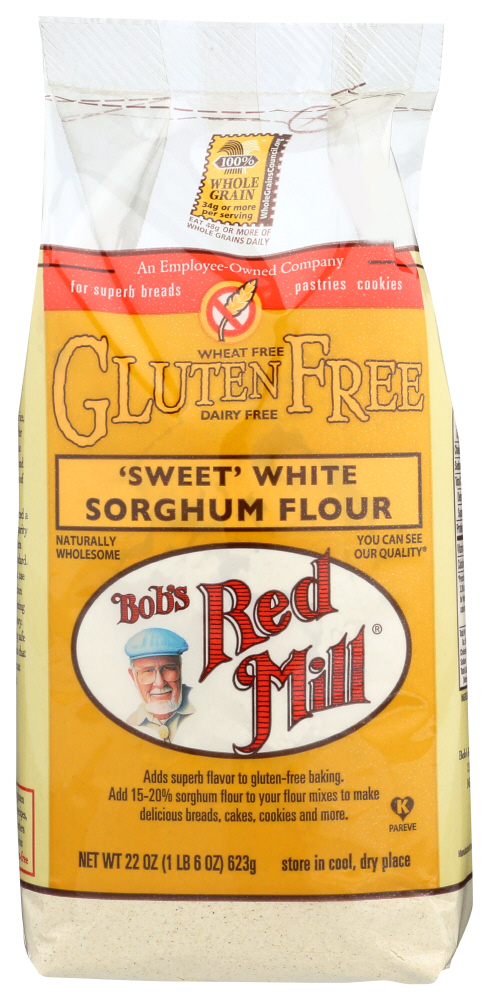 100%
WHOLE
GRAIN
34g or more
per serving
WholeGrainsCouncil.org
EAT 48g OR MORE OF
WHOLE GRAINS DAILY
An Employee-Owned Company
for superb breads pastries cookies
WHEAT FREE
GLUTEN FREE
DAIRY FREE
'SWEET' WHITE
SORGHUM FLOUR
NATURALLY
WHOLESOME
YOU CAN SEE
OUR QUALITY®
Bob's
Red
Mill®
Adds superb flavor to gluten-free baking.
Add 15-20% sorghum flour to your flour mixes to make
delicious breads, cakes, cookies and more.
K
PAREVE
NET WT 22 OZ (1 LB 6 OZ) 623g store in cool, dry place